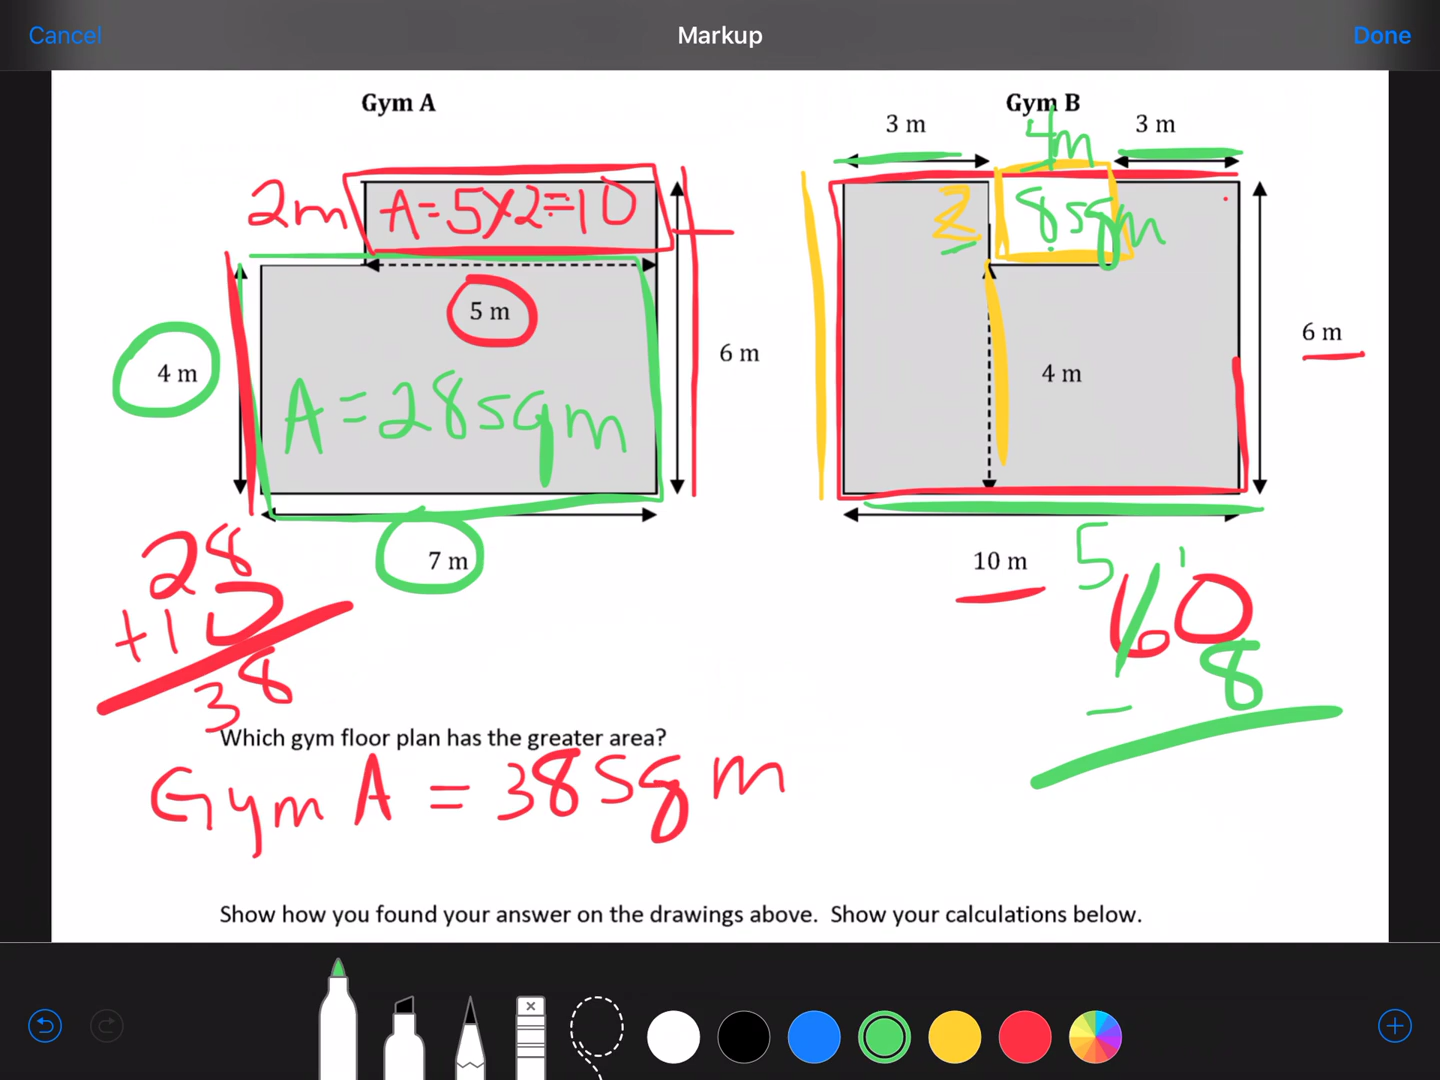 Cancel Markup Done
Gym A Gym B
3 m 4m 3 m
2m A=5X2=10 2 8sqm
5 m
4 m 6 m 4 m 6 m
A=28sqm
7 m 10 m
28 5 1
+10 60
38 - 8
Which gym floor plan has the greater area?
Gym A = 38sq m
Show how you found your answer on the drawings above. Show your calculations below.